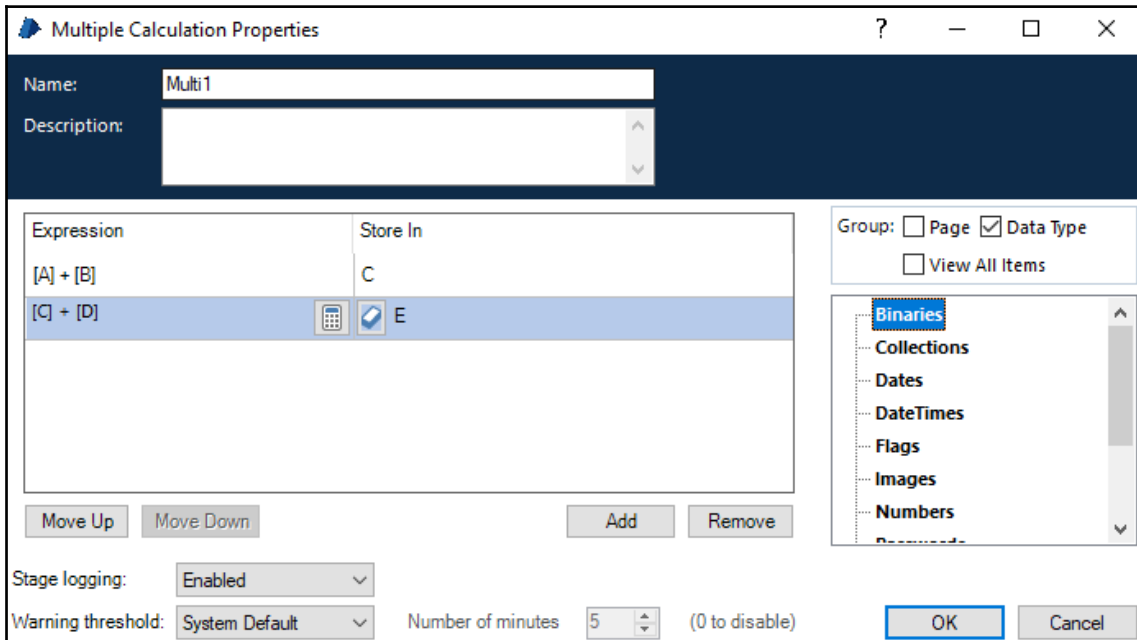 Multiple Calculation Properties ?
Name: Multi1
Description:
Expression Store In
[A] + [B] C
[C] + [D] E
Group: Page Data Type
View All Items
Binaries
Collections
Dates
DateTimes
Flags
Images
Numbers
Passwords
Move Up Move Down Add Remove
Stage logging: Enabled
Warning threshold: System Default Number of minutes 5 (0 to disable) OK Cancel